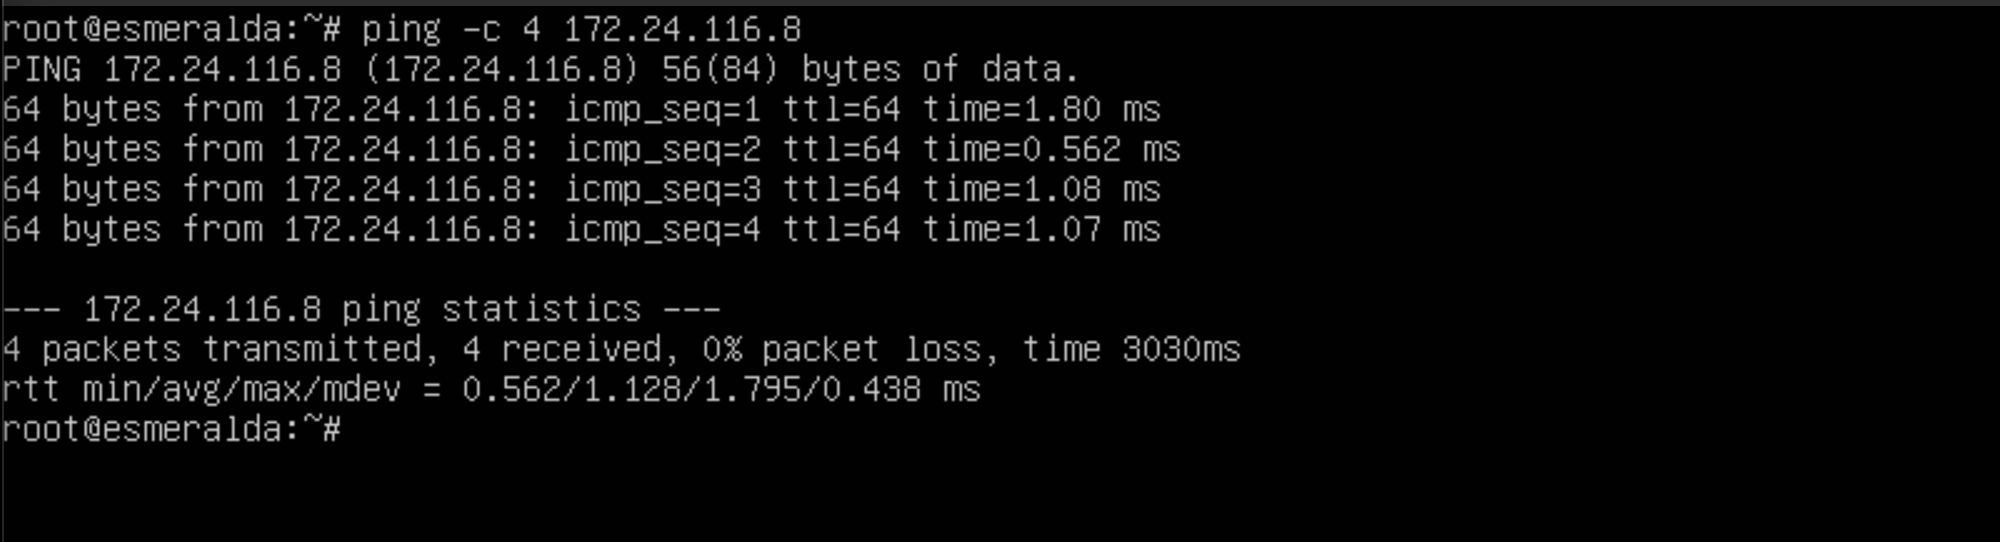 root@esmeralda:~# ping -c 4 172.24.116.8
PING 172.24.116.8 (172.24.116.8) 56(84) bytes of data.
64 bytes from 172.24.116.8: icmp_seq=1 ttl=64 time=1.80 ms
64 bytes from 172.24.116.8: icmp_seq=2 ttl=64 time=0.562 ms
64 bytes from 172.24.116.8: icmp_seq=3 ttl=64 time=1.08 ms
64 bytes from 172.24.116.8: icmp_seq=4 ttl=64 time=1.07 ms
--- 172.24.116.8 ping statistics ---
4 packets transmitted, 4 received, 0% packet loss, time 3030ms
rtt min/avg/max/mdev = 0.562/1.128/1.795/0.438 ms
root@esmeralda:~#